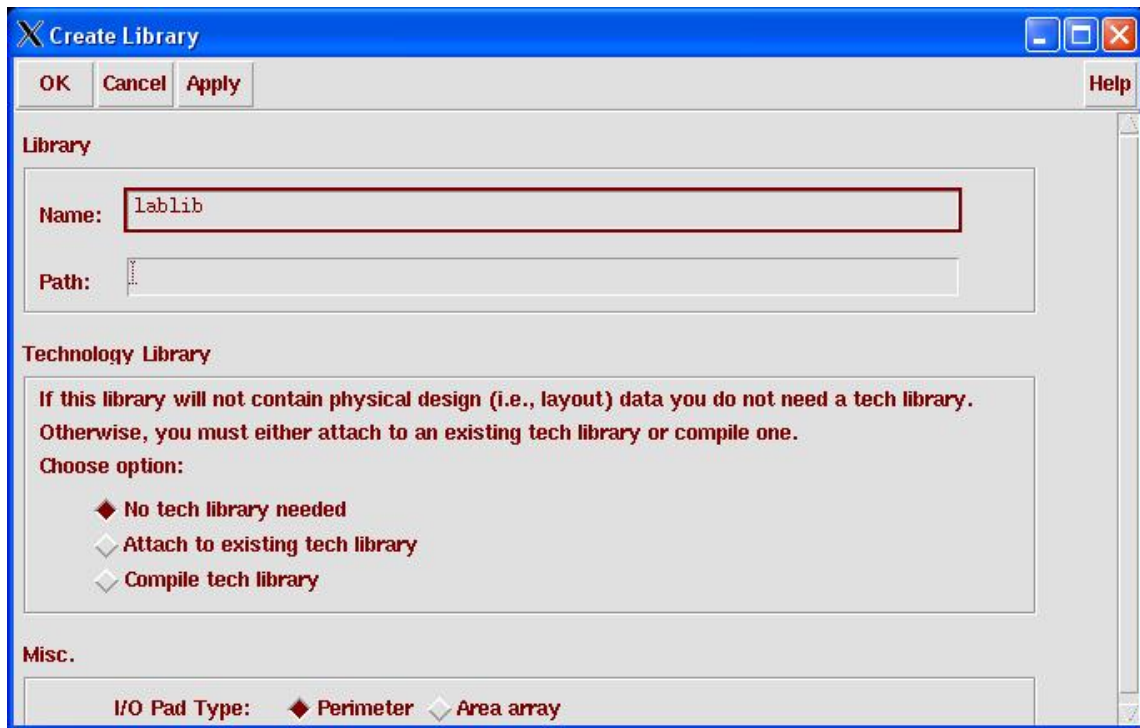 Create Library
OK Cancel Apply Help
Library
Name: lablib
Path:
Technology Library
If this library will not contain physical design (i.e., layout) data you do not need a tech library.
Otherwise, you must either attach to an existing tech library or compile one.
Choose option:
No tech library needed
Attach to existing tech library
Compile tech library
Misc.
I/O Pad Type: Perimeter Area array